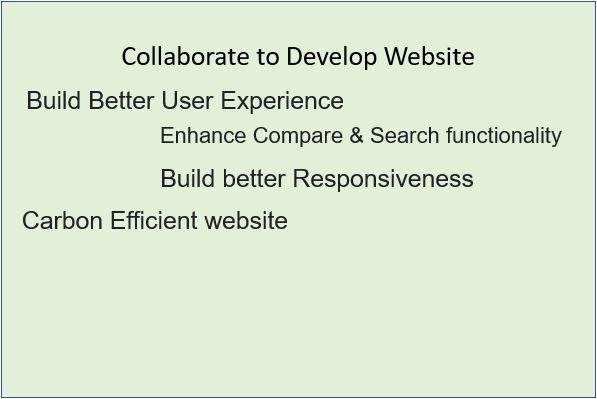 Collaborate to Develop Website
Build Better User Experience
Enhance Compare & Search functionality
Build better Responsiveness
Carbon Efficient website